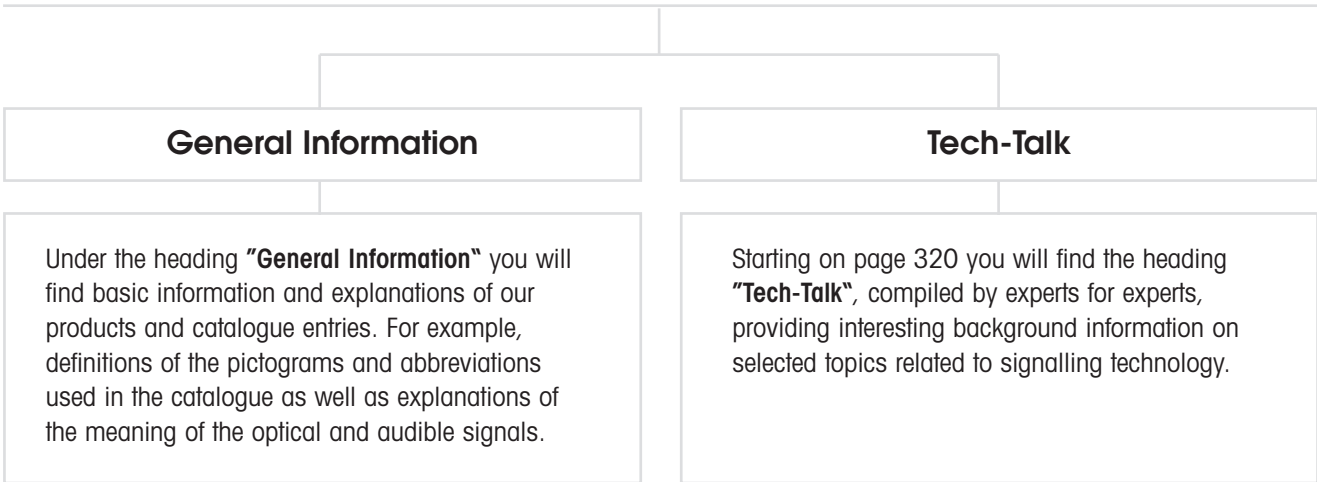 General Information
Under the heading ″General Information‶ you will
find basic information and explanations of our
products and catalogue entries. For example,
definitions of the pictograms and abbreviations
used in the catalogue as well as explanations of
the meaning of the optical and audible signals.
Tech-Talk
Starting on page 320 you will find the heading
″Tech-Talk‶, compiled by experts for experts,
providing interesting background information on
selected topics related to signalling technology.